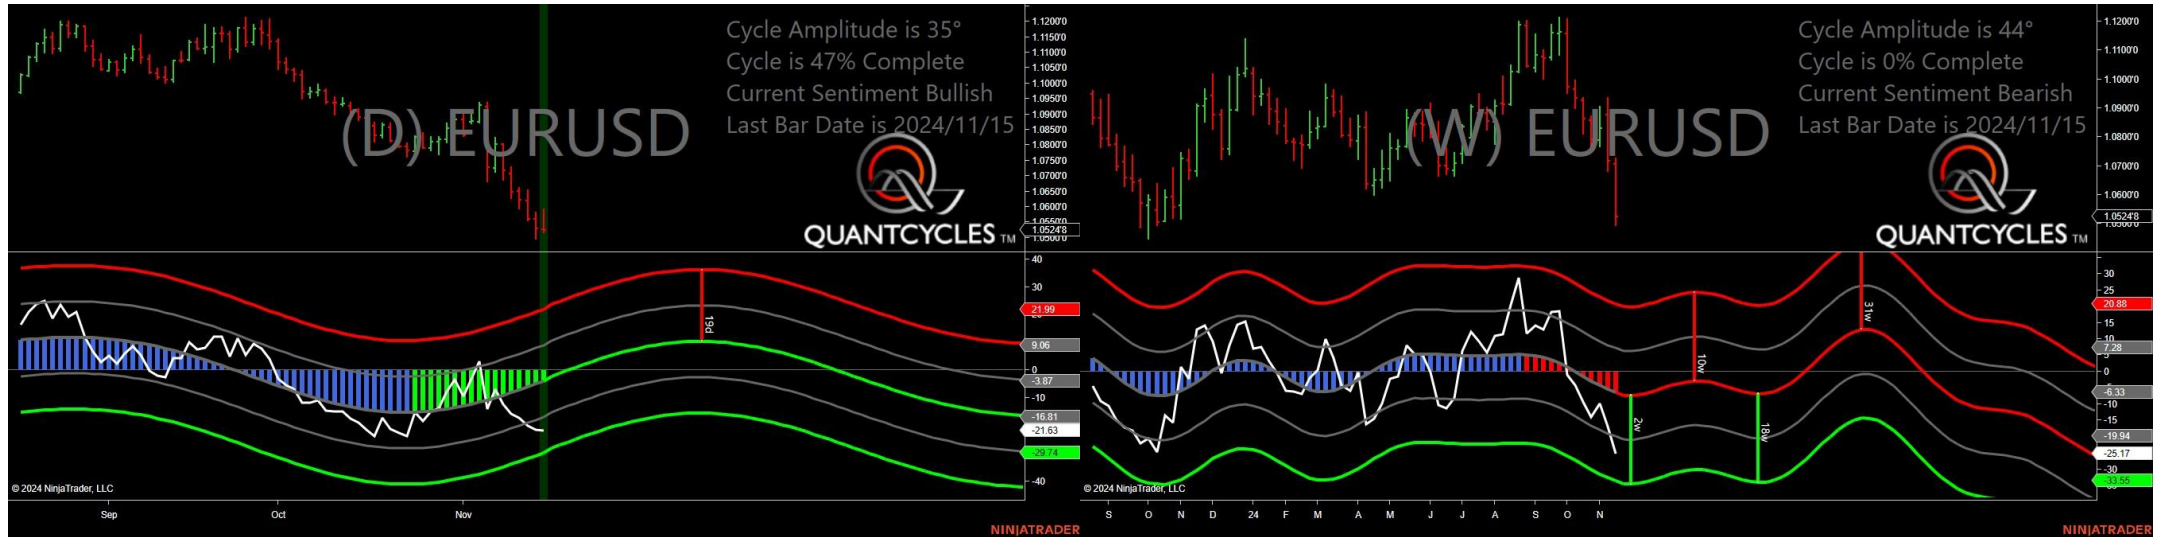 Cycle Amplitude is 35°
Cycle is 47% Complete
Current Sentiment Bullish
Last Bar Date is 2024/11/15
(D) EURUSD
QUANTCYCLES TM
1.1200'0
1.1150'0
1.1100'0
1.1050'0
1.1000'0
1.0950'0
1.0900'0
1.0850'0
1.0800'0
1.0750'0
1.0700'0
1.0650'0
1.0600'0
1.0550'0
1.0524'8
1.0500'0
40
30
21.99
9.06
0
-3.87
-10
-16.81
-21.63
-29.74
-40
19d
© 2024 NinjaTrader, LLC
Sep Oct Nov
NINJATRADER
Cycle Amplitude is 44°
Cycle is 0% Complete
Current Sentiment Bearish
Last Bar Date is 2024/11/15
(W) EURUSD
QUANTCYCLES TM
1.1200'0
1.1100'0
1.1000'0
1.0900'0
1.0800'0
1.0700'0
1.0600'0
1.0524'8
30
25
20.88
15
10
7.28
5
0
-6.33
-10
-15
-19.94
-25.17
-30
-33.55
2w
10w
18w
31w
© 2024 NinjaTrader, LLC
S O N D 24 F M A M J J A S O N
NINJATRADER